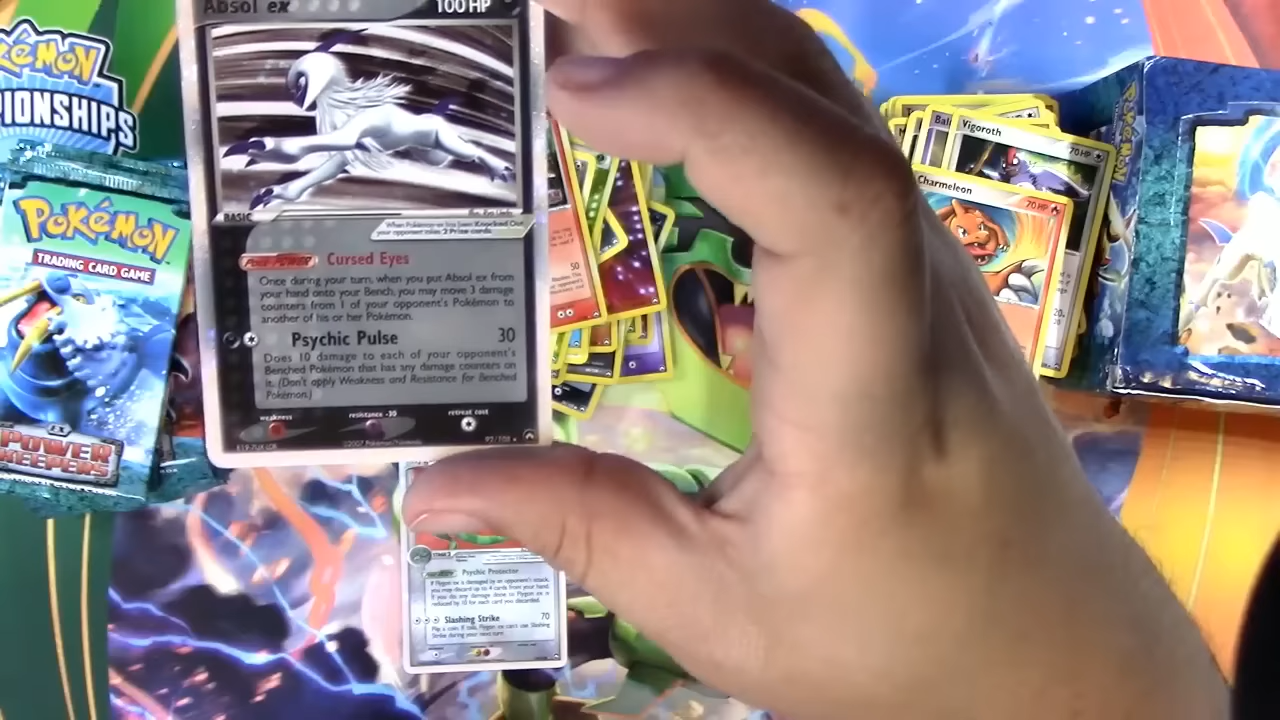 Absol ex
100 HP
BASIC
When Pokémon-ex has been Knocked Out,
your opponent takes 2 Prize cards.
POKé-POWER Cursed Eyes
Once during your turn, when you put Absol ex from
your hand onto your Bench, you may move 3 damage
counters from 1 of your opponent's Pokémon to
another of his or her Pokémon.
Psychic Pulse 30
Does 10 damage to each of your opponent's
Benched Pokémon that has any damage counters on
it. (Don't apply Weakness and Resistance for Benched
Pokémon.)
weakness resistance -30 retreat cost
©2007 Pokémon/Nintendo 92/108
POKéMON
PIONSHIPS
POKéMON
TRADING CARD GAME
EX
POWER
KEEPERS
Vigoroth
70 HP
Charmeleon
70 HP
50
20
Psychic Protector
If Flygon ex is damaged by an opponent's attack,
you may discard up to 4 cards from your hand.
If you do, any damage done to Flygon ex is
reduced by 10 for each card you discarded.
Slashing Strike 70
Flip a coin. If tails, Flygon ex can't use Slashing
Strike during your next turn.